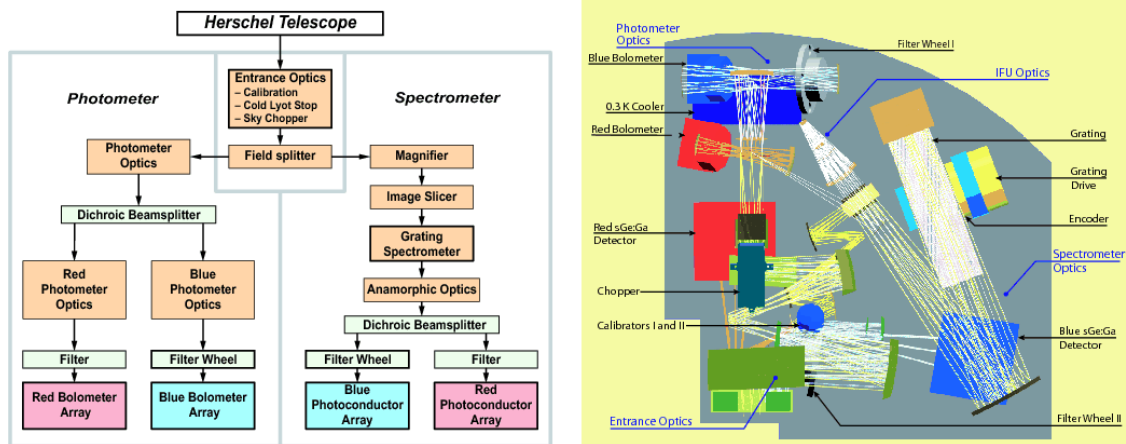 Herschel Telescope
Photometer
Spectrometer
Entrance Optics
– Calibration
– Cold Lyot Stop
– Sky Chopper
Photometer
Optics
Field splitter
Magnifier
Image Slicer
Dichroic Beamsplitter
Grating
Spectrometer
Red
Photometer
Optics
Blue
Photometer
Optics
Anamorphic Optics
Dichroic Beamsplitter
Filter
Filter Wheel
Filter Wheel
Filter
Red Bolometer
Array
Blue Bolometer
Array
Blue
Photoconductor
Array
Red
Photoconductor
Array
Photometer
Optics
Filter Wheel I
Blue Bolometer
IFU Optics
0.3 K Cooler
Red Bolometer
Grating
Grating
Drive
Encoder
Red sGe:Ga
Detector
Spectrometer
Optics
Chopper
Calibrators I and II
Blue sGe:Ga
Detector
Entrance Optics
Filter Wheel II